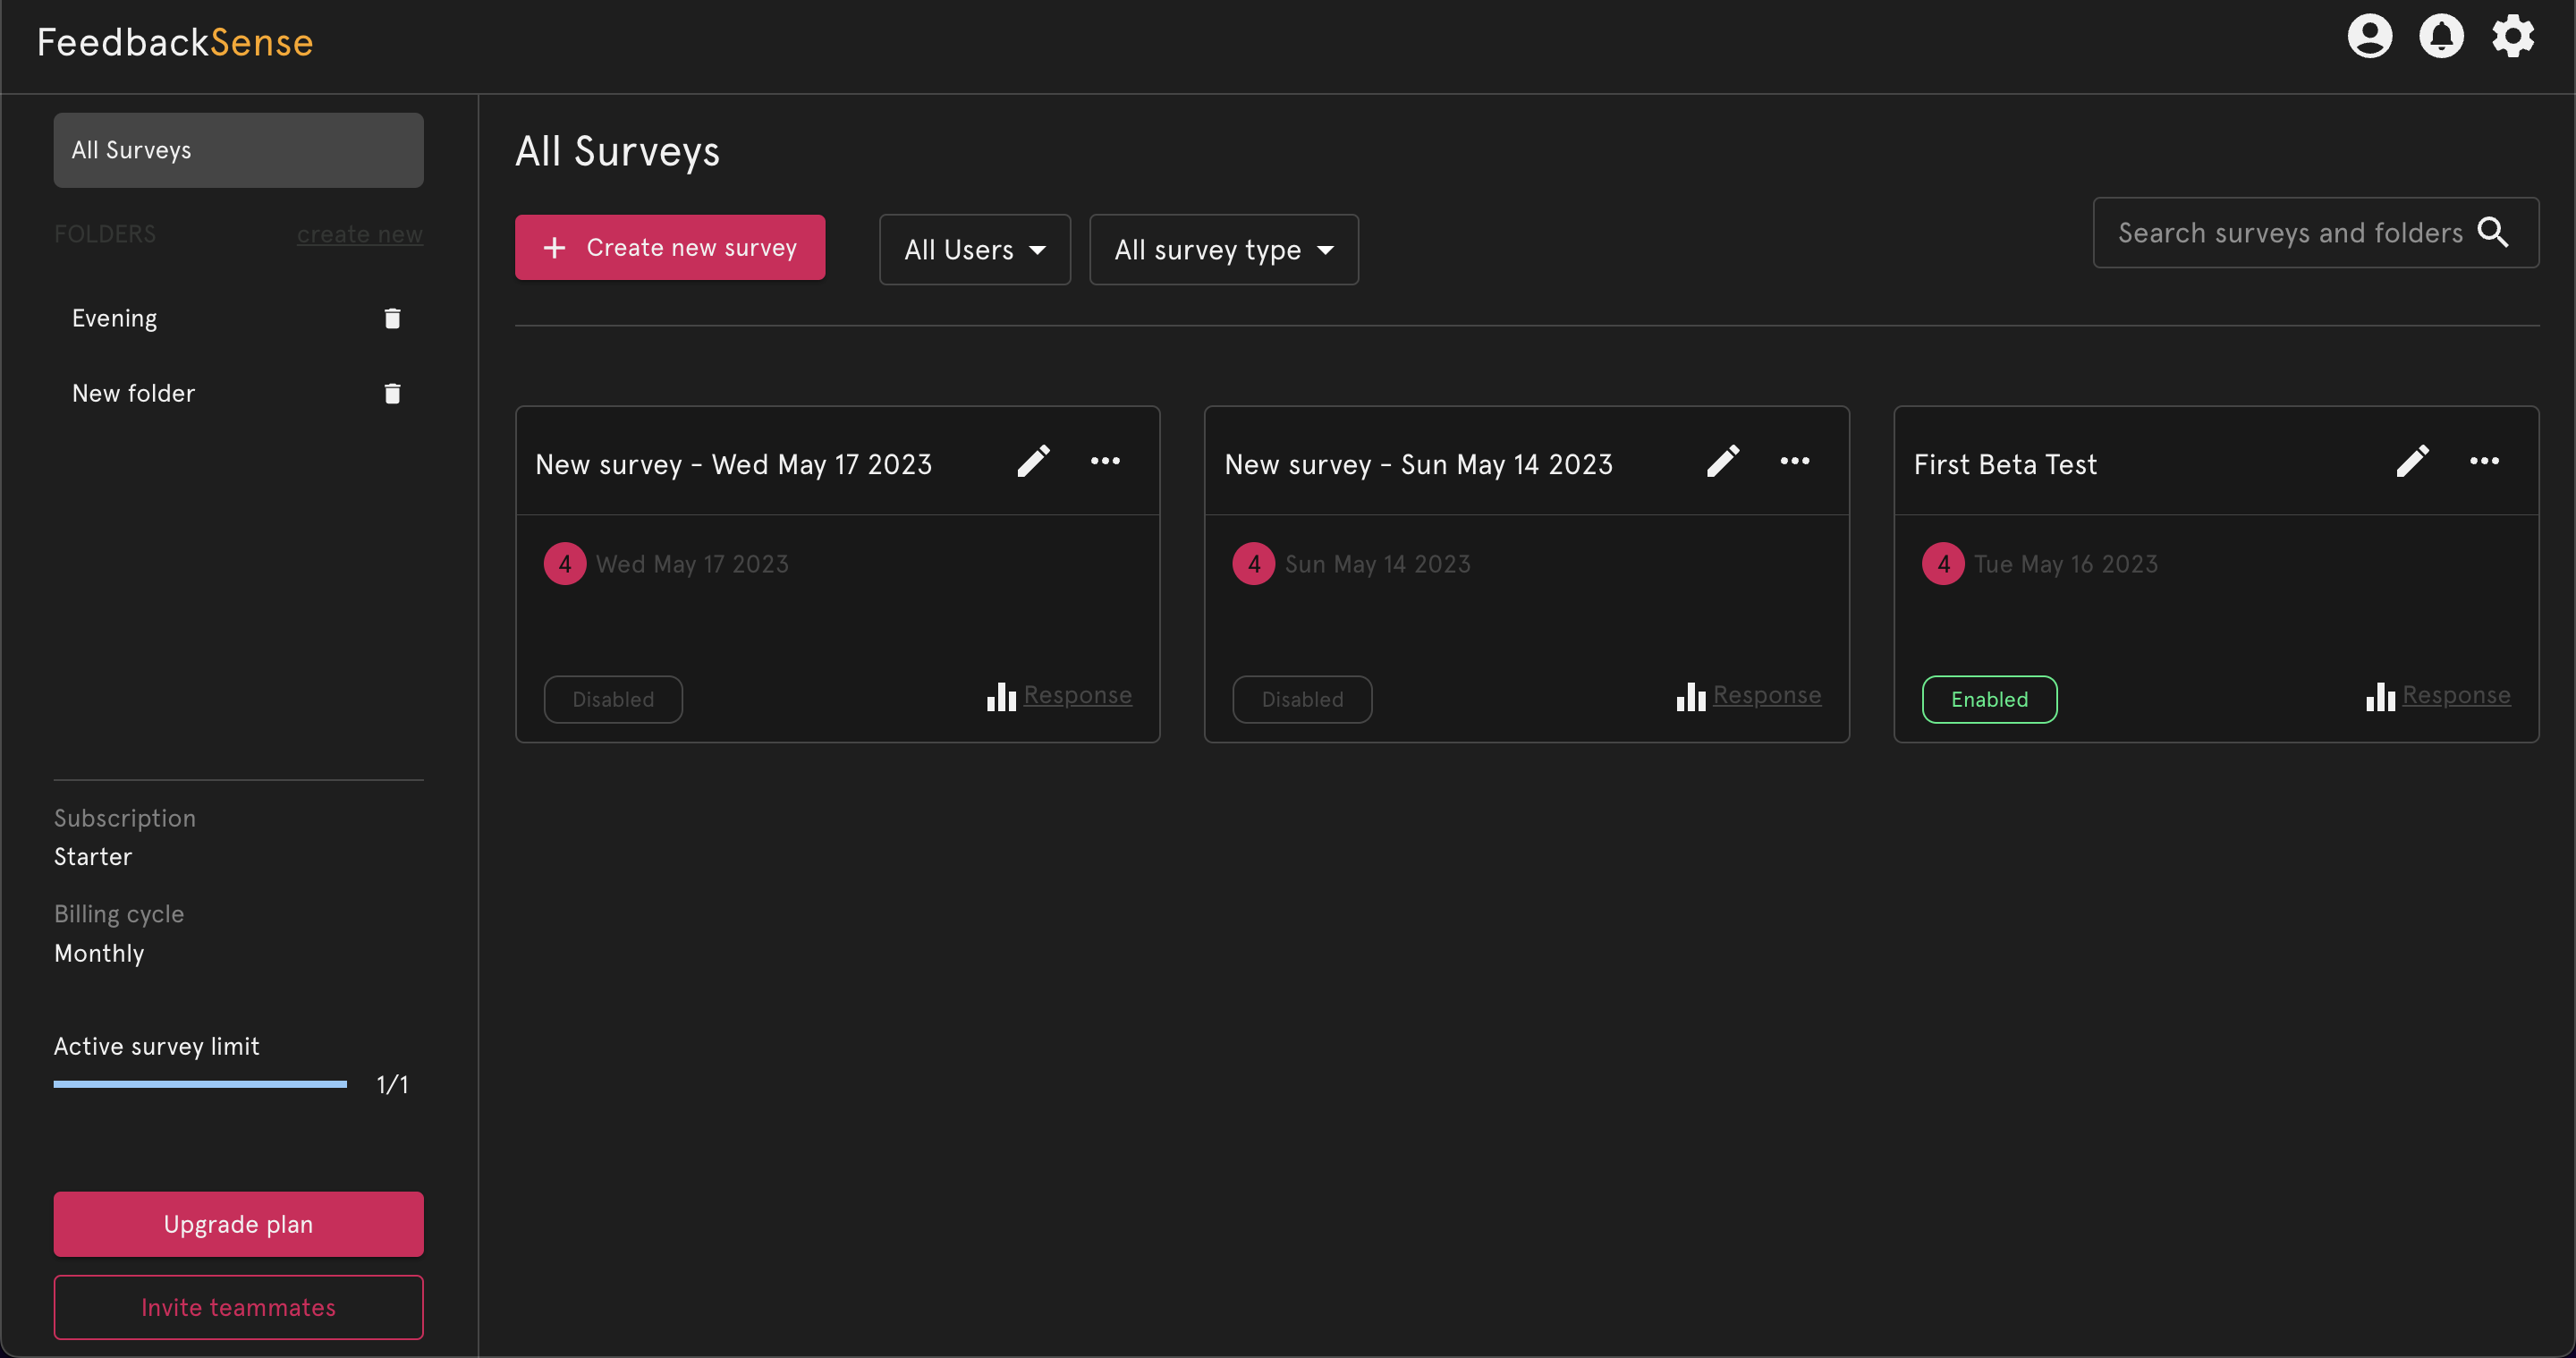 FeedbackSense
All Surveys
FOLDERS create new
Evening
New folder
Subscription
Starter
Billing cycle
Monthly
Active survey limit
1/1
Upgrade plan
Invite teammates
All Surveys
Create new survey
All Users
All survey type
Search surveys and folders
New survey - Wed May 17 2023
4 Wed May 17 2023
Disabled
Response
New survey - Sun May 14 2023
4 Sun May 14 2023
Disabled
Response
First Beta Test
4 Tue May 16 2023
Enabled
Response